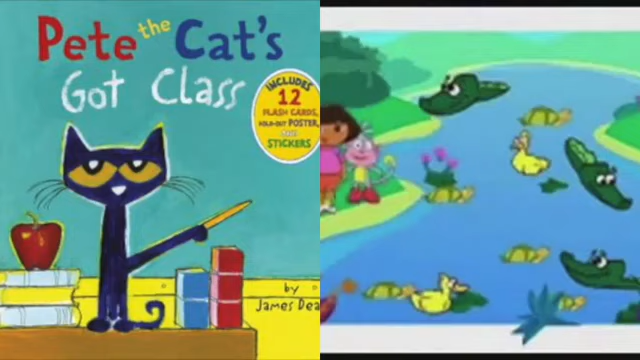 Pete the Cat's
Got Class
INCLUDES
12
FLASH CARDS,
FOLD-OUT POSTER,
AND
STICKERS
by
James Dea